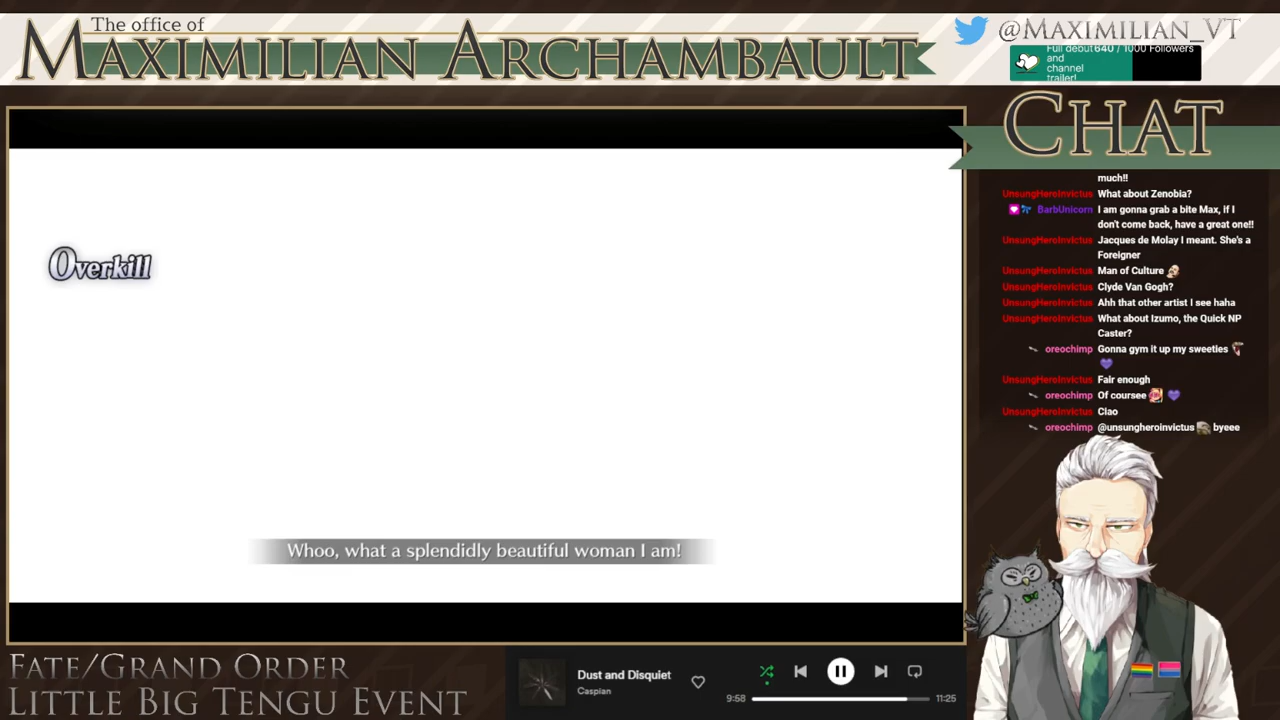 The office of
Maximilian Archambault
@Maximilian_VT
Full debut 640 / 1000 Followers
and
channel
trailer!
Chat
much!!
UnsungHeroInvictus What about Zenobia?
BarbUnicorn I am gonna grab a bite Max, if I
don't come back, have a great one!!
UnsungHeroInvictus Jacques de Molay I meant. She's a
Foreigner
UnsungHeroInvictus Man of Culture
UnsungHeroInvictus Clyde Van Gogh?
UnsungHeroInvictus Ahh that other artist I see haha
UnsungHeroInvictus What about Izumo, the Quick NP
Caster?
oreochimp Gonna gym it up my sweeties
UnsungHeroInvictus Fair enough
oreochimp Of coursee
UnsungHeroInvictus Ciao
oreochimp @unsungheroinvictus byeee
Overkill
Whoo, what a splendidly beautiful woman I am!
Fate/Grand Order
Little Big Tengu Event
Dust and Disquiet
Caspian
9:58
11:25